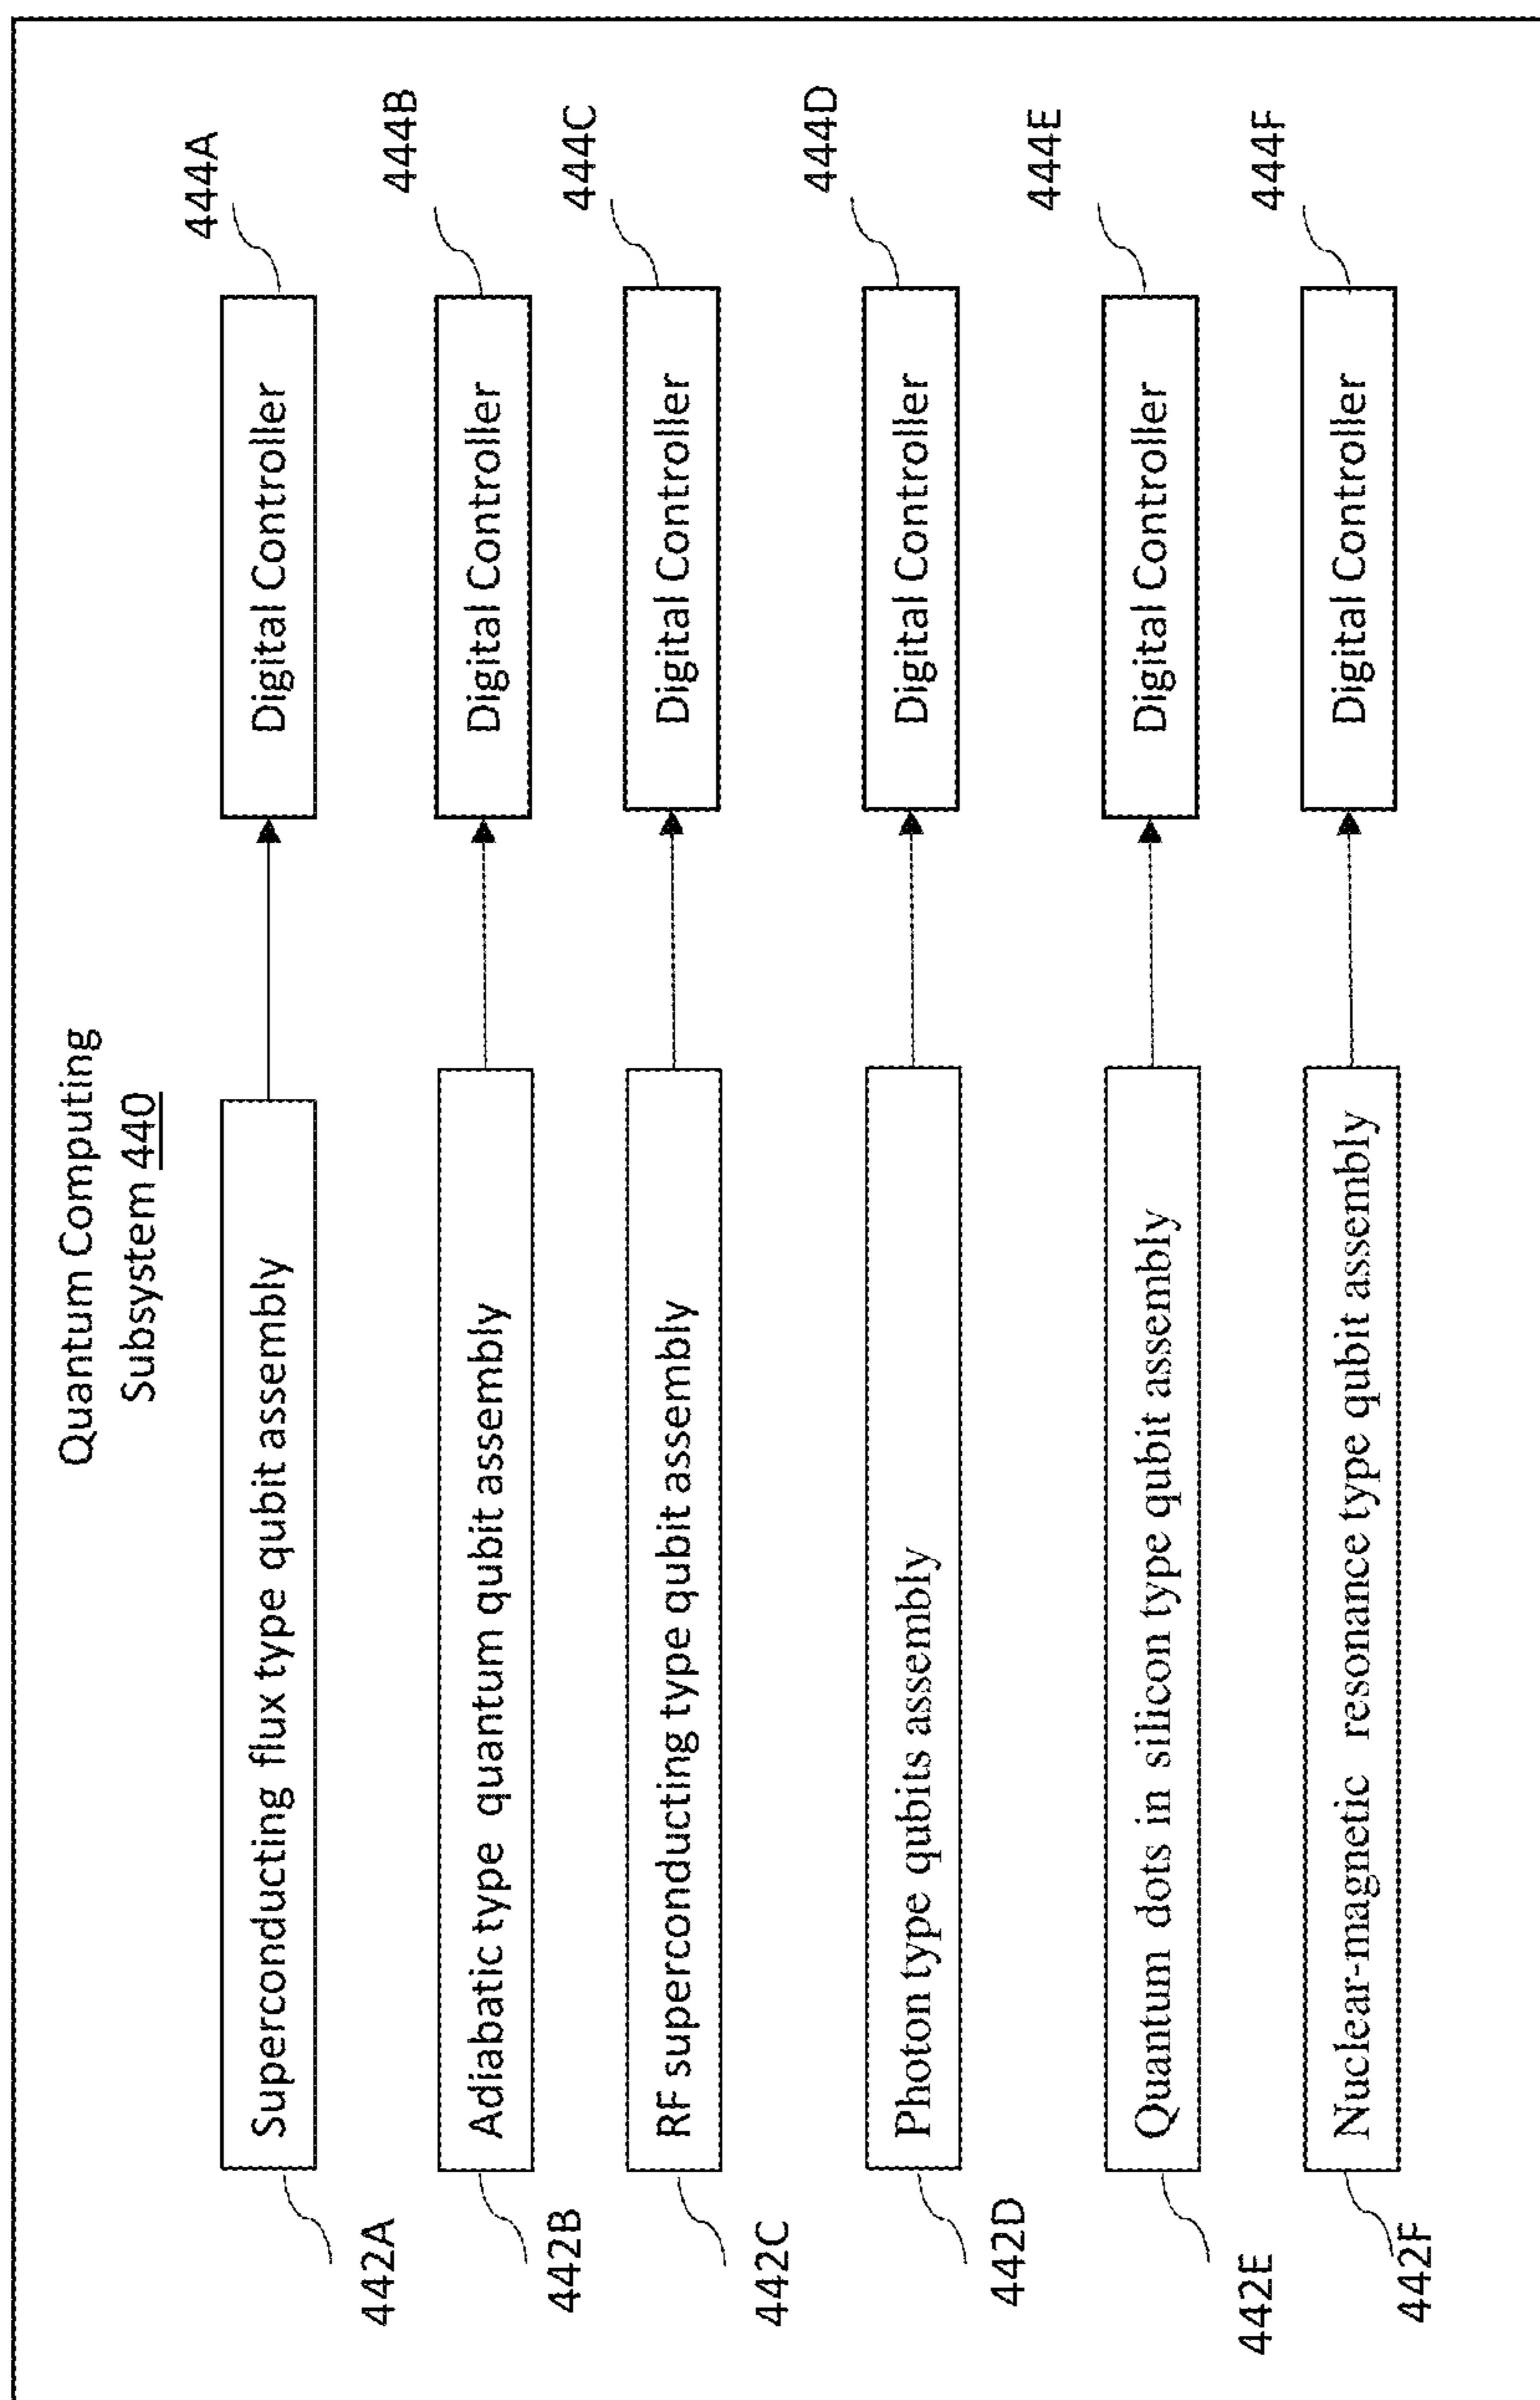 Quantum Computing
Subsystem 440
442A
Superconducting flux type qubit assembly
Digital Controller
444A
442B
Adiabatic type quantum qubit assembly
Digital Controller
444B
442C
RF superconducting type qubit assembly
Digital Controller
444C
442D
Photon type qubits assembly
Digital Controller
444D
442E
Quantum dots in silicon type qubit assembly
Digital Controller
444E
442F
Nuclear-magnetic resonance type qubit assembly
Digital Controller
444F